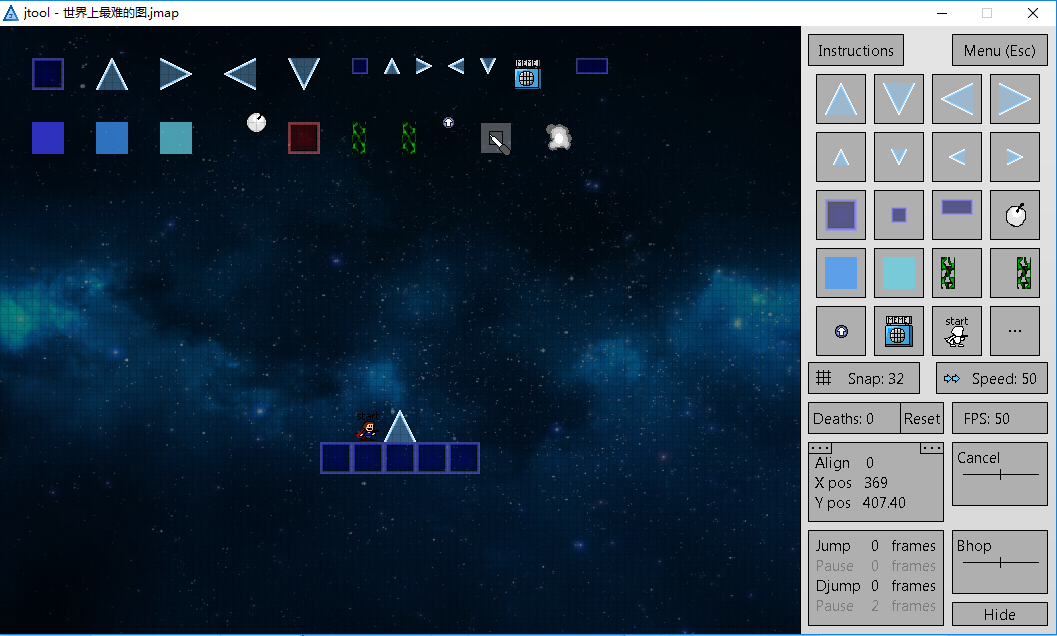 jtool - 世界上最难的图.jmap
Instructions
Menu (Esc)
MEME!
start
MEME!
start
...
Snap: 32
Speed: 50
Deaths: 0
Reset
FPS: 50
Align 0
X pos 369
Y pos 407.40
Cancel
Jump 0 frames
Pause 0 frames
Djump 0 frames
Pause 2 frames
Bhop
Hide